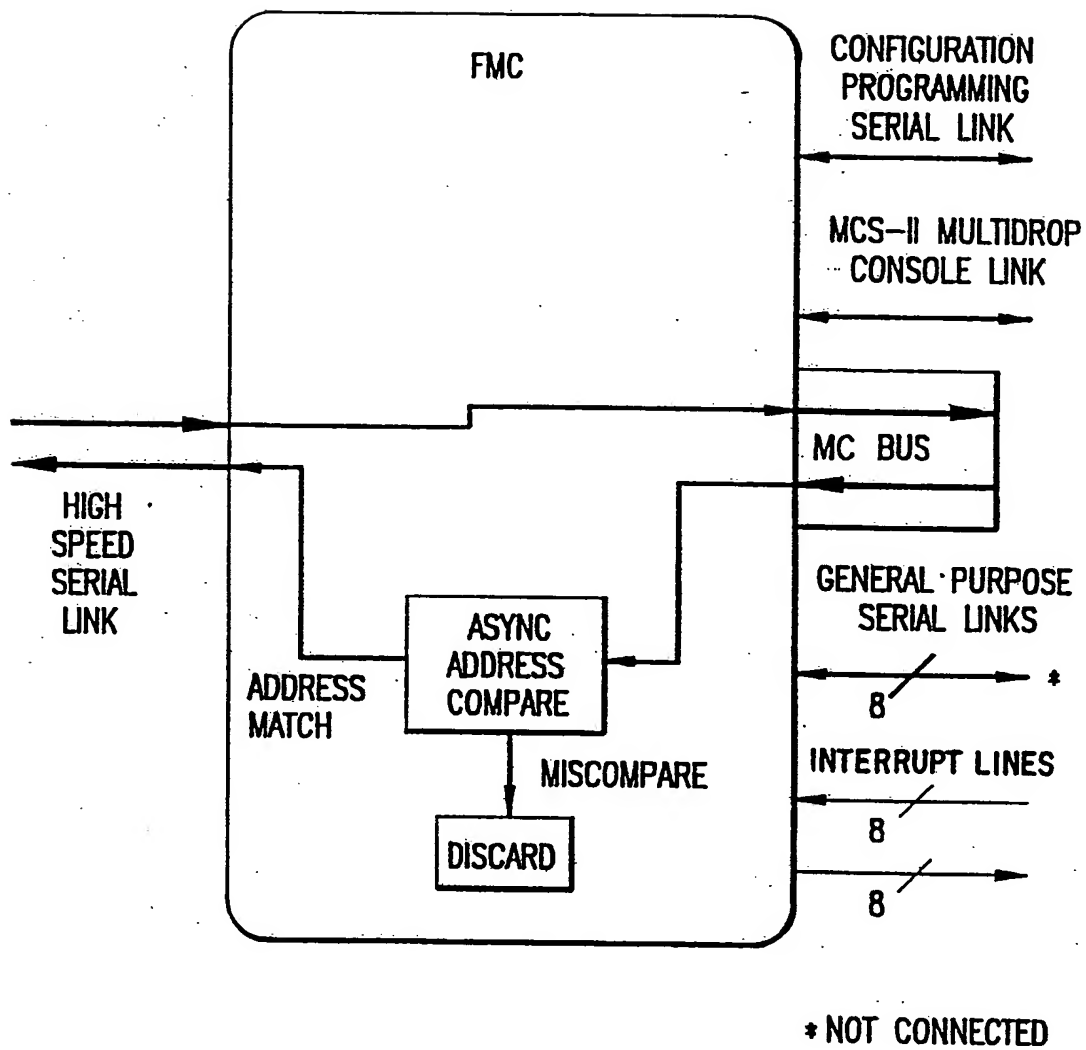 FMC
CONFIGURATION
PROGRAMMING
SERIAL LINK
MCS-II MULTIDROP
CONSOLE LINK
MC BUS
HIGH
SPEED
SERIAL
LINK
GENERAL PURPOSE
SERIAL LINKS
8
*
ASYNC
ADDRESS
COMPARE
ADDRESS
MATCH
MISCOMPARE
DISCARD
INTERRUPT LINES
8
8
* NOT CONNECTED